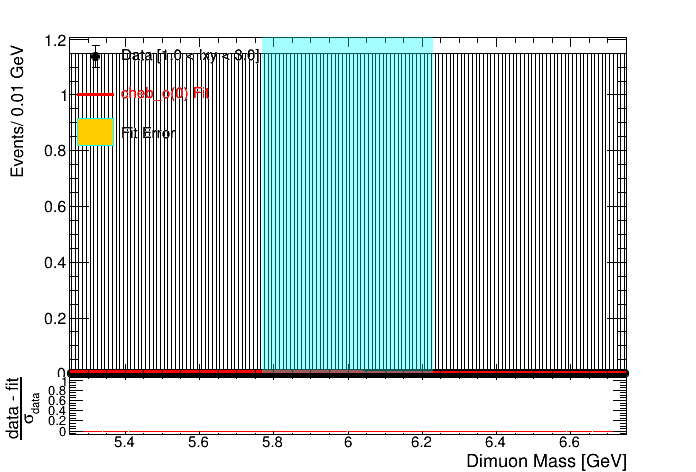 Events/ 0.01 GeV
1.2
1
0.8
0.6
0.4
0.2
0
Data [1.0 < lxy < 3.0]
cheb_o(0) Fit
Fit Error
data - fit
σdata
1
0.8
0.6
0.4
0.2
0
5.4 5.6 5.8 6 6.2 6.4 6.6
Dimuon Mass [GeV]